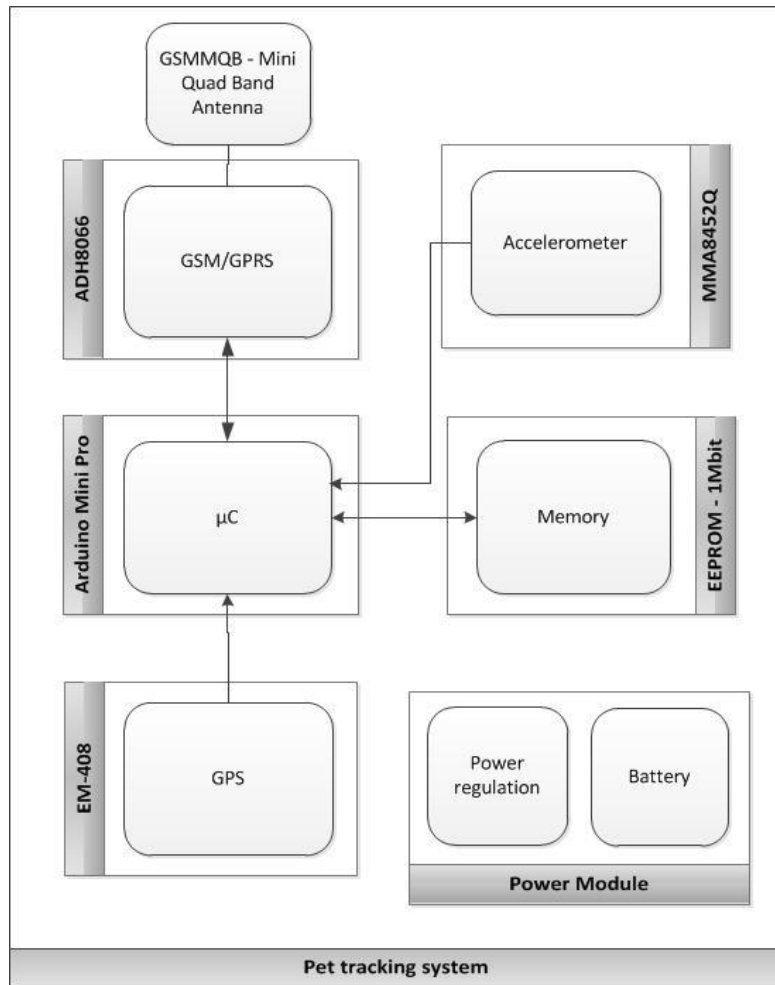 GSMMQB - Mini
Quad Band
Antenna
ADH8066
GSM/GPRS
Accelerometer
MMA8452Q
Arduino Mini Pro
µC
Memory
EEPROM - 1Mbit
EM-408
GPS
Power
regulation
Battery
Power Module
Pet tracking system